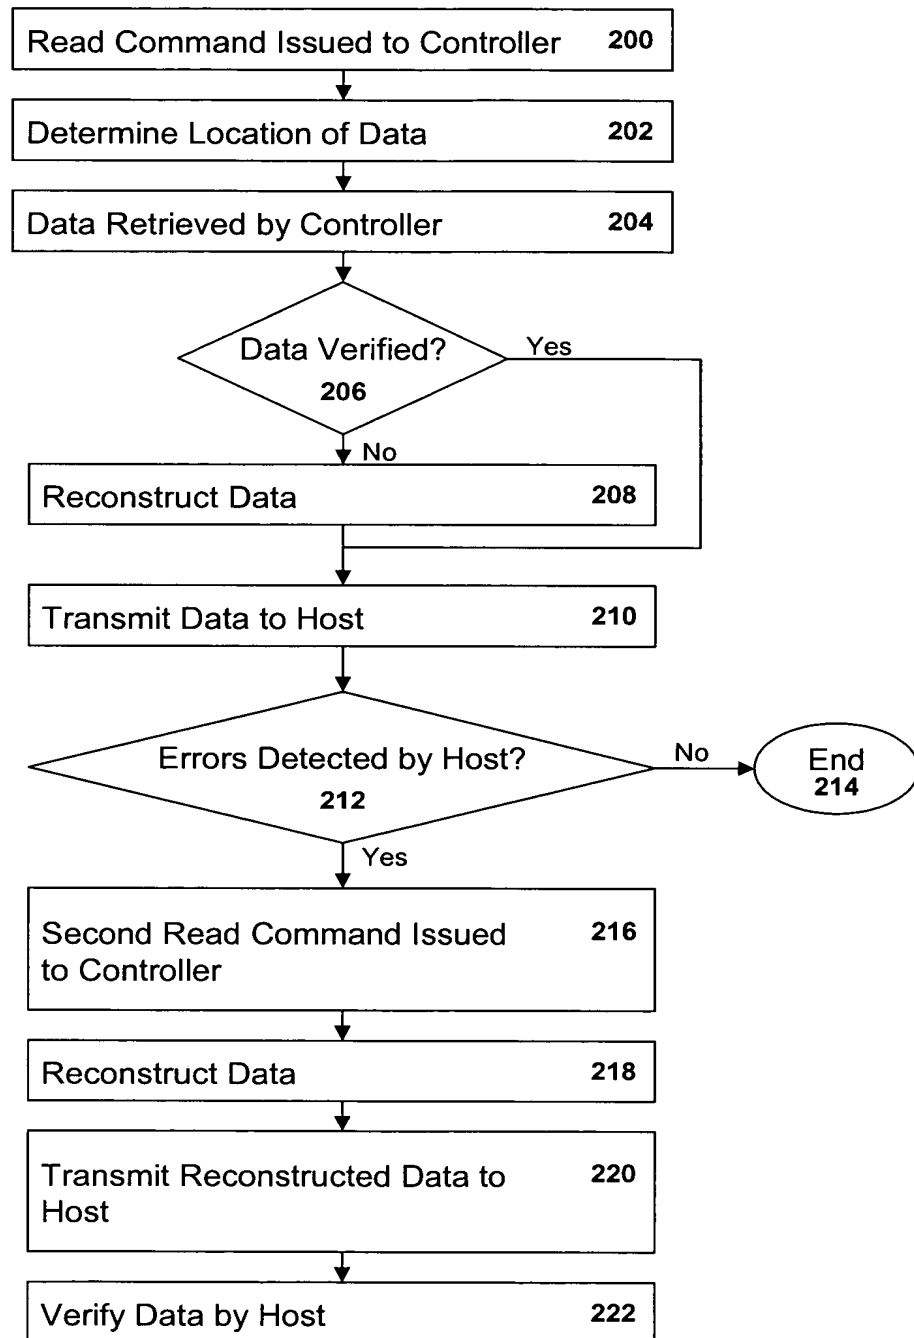 Read Command Issued to Controller 200
Determine Location of Data 202
Data Retrieved by Controller 204
Data Verified?
206
Yes
No
Reconstruct Data 208
Transmit Data to Host 210
Errors Detected by Host?
212
No
End
214
Yes
Second Read Command Issued 216
to Controller
Reconstruct Data 218
Transmit Reconstructed Data to 220
Host
Verify Data by Host 222